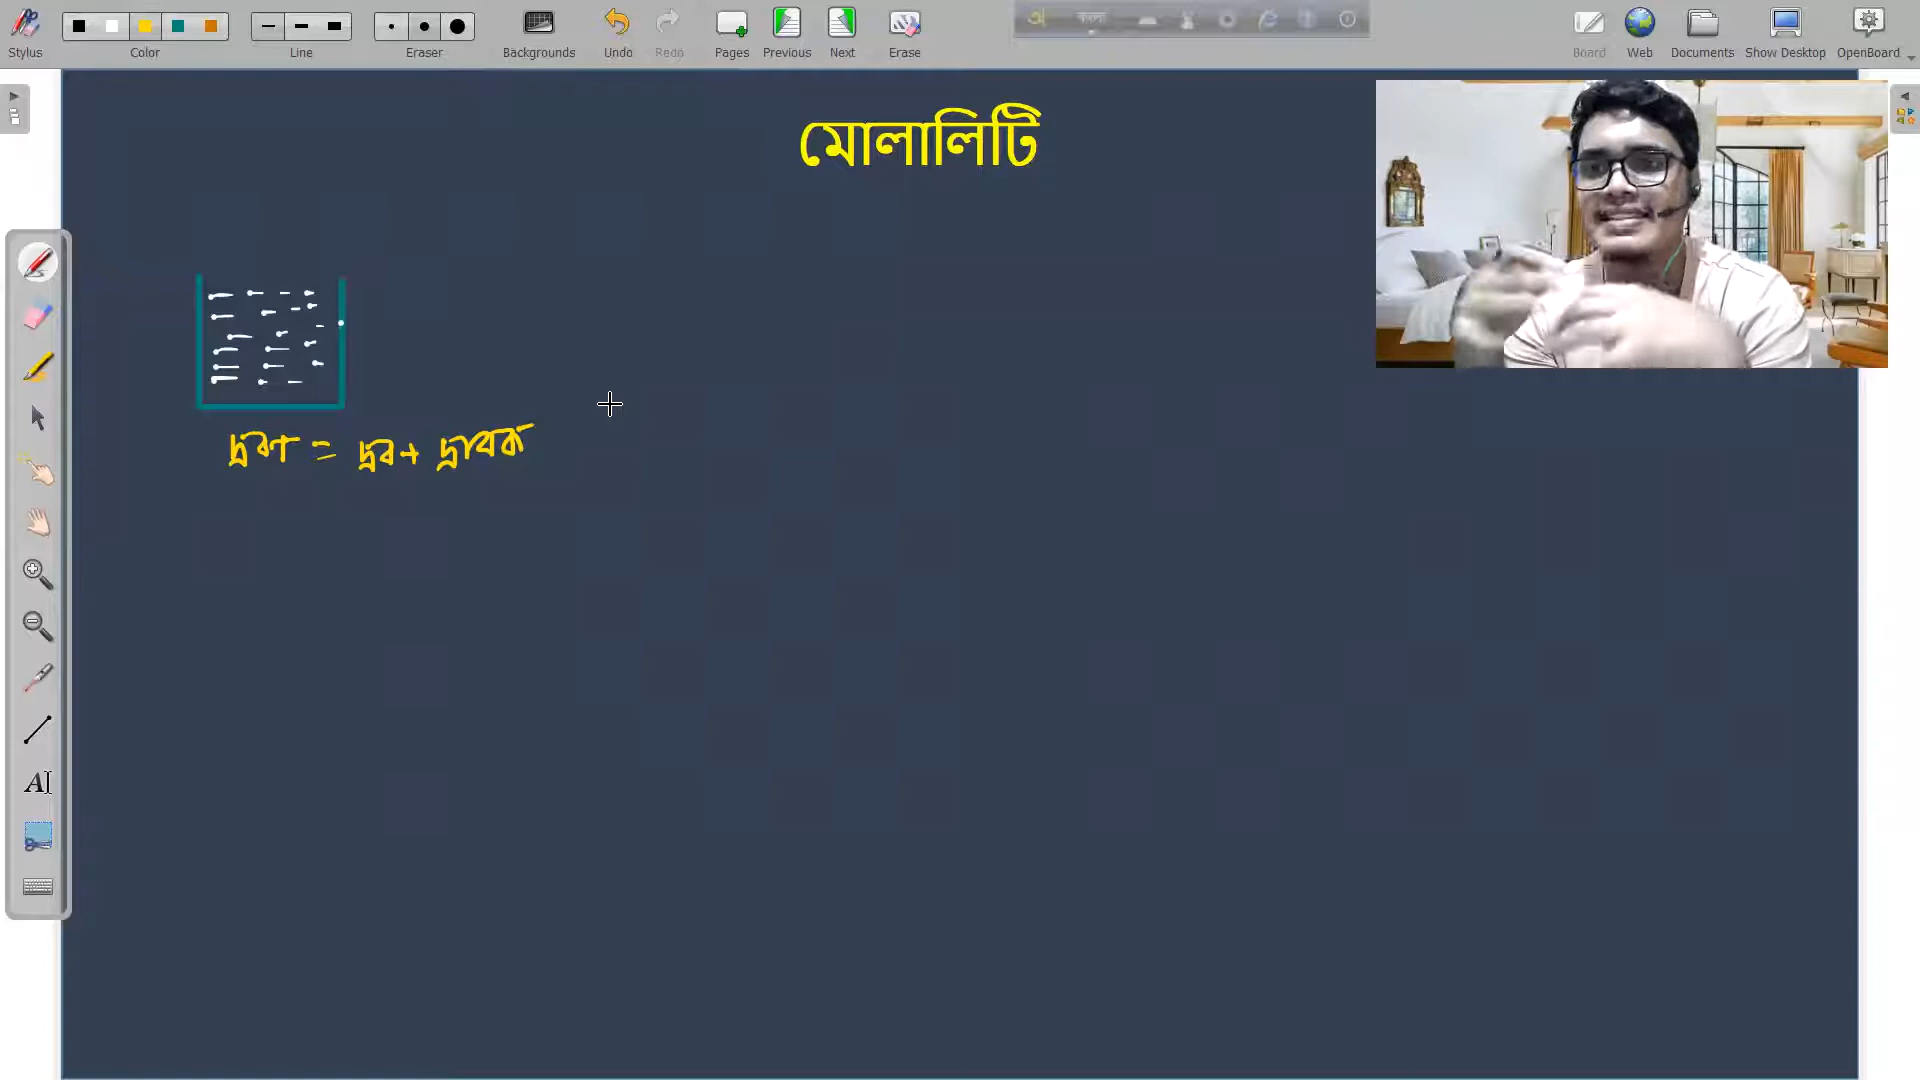 Stylus Color Line Eraser Backgrounds Undo Redo Pages Previous Next Erase Board Web Documents Show Desktop OpenBoard
মোলালিটি
দ্রবণ = দ্রব + দ্রাবক